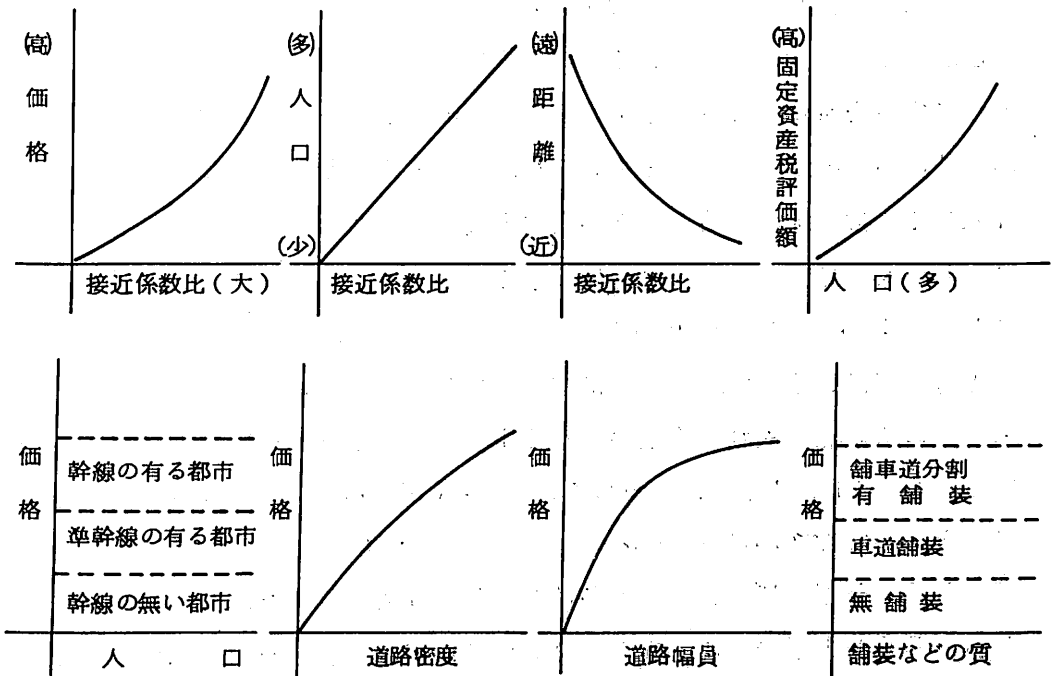 (高)
価格
接近係数比(大)
(多)
人口
(少)
接近係数比
(遠)
距離
(近)
接近係数比
(高)
固定資産税評価額
人 口(多)
価格
幹線の有る都市
準幹線の有る都市
幹線の無い都市
人 口
価格
道路密度
価格
道路幅員
価格
舗車道分割
有 舗 装
車道舗装
無 舗 装
舗装などの質